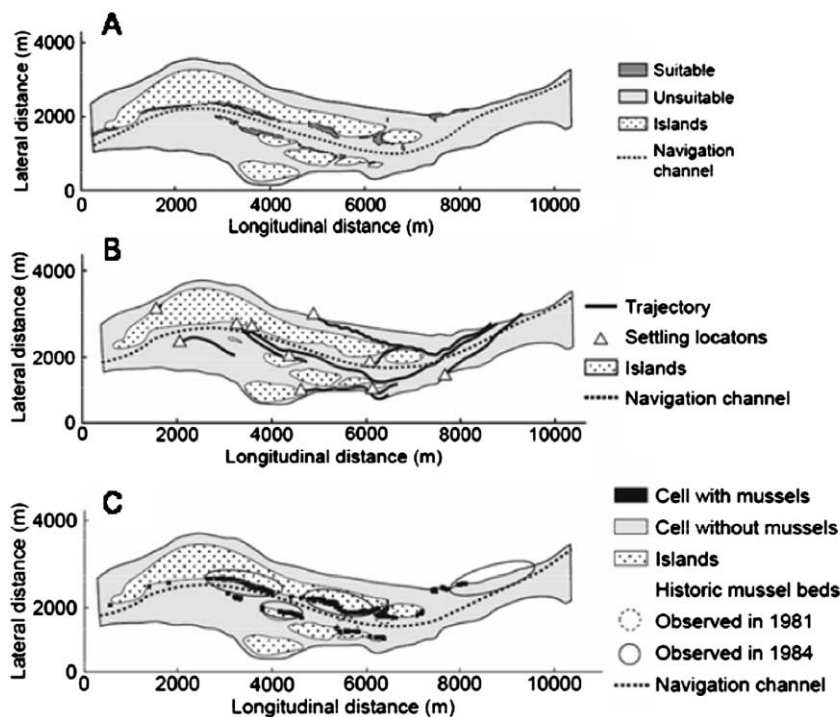 A
Lateral distance (m)
4000
2000
0
0
2000
4000
6000
8000
10000
Longitudinal distance (m)
Suitable
Unsuitable
Islands
Navigation
channel
B
Lateral distance (m)
4000
2000
0
0
2000
4000
6000
8000
10000
Longitudinal distance (m)
Trajectory
Settling locatons
Islands
Navigation channel
C
Lateral distance (m)
4000
2000
0
0
2000
4000
6000
8000
10000
Longitudinal distance (m)
Cell with mussels
Cell without mussels
Islands
Historic mussel beds
Observed in 1981
Observed in 1984
Navigation channel